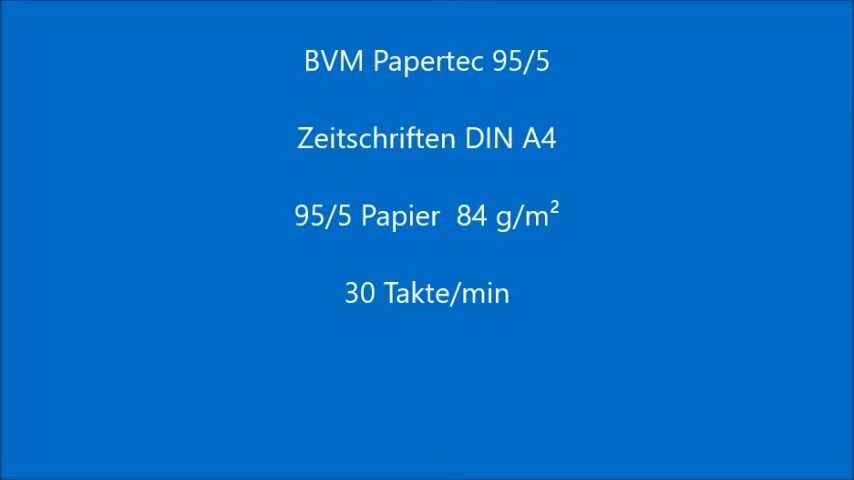 BVM Papertec 95/5
Zeitschriften DIN A4
95/5 Papier  84 g/m²
30 Takte/min